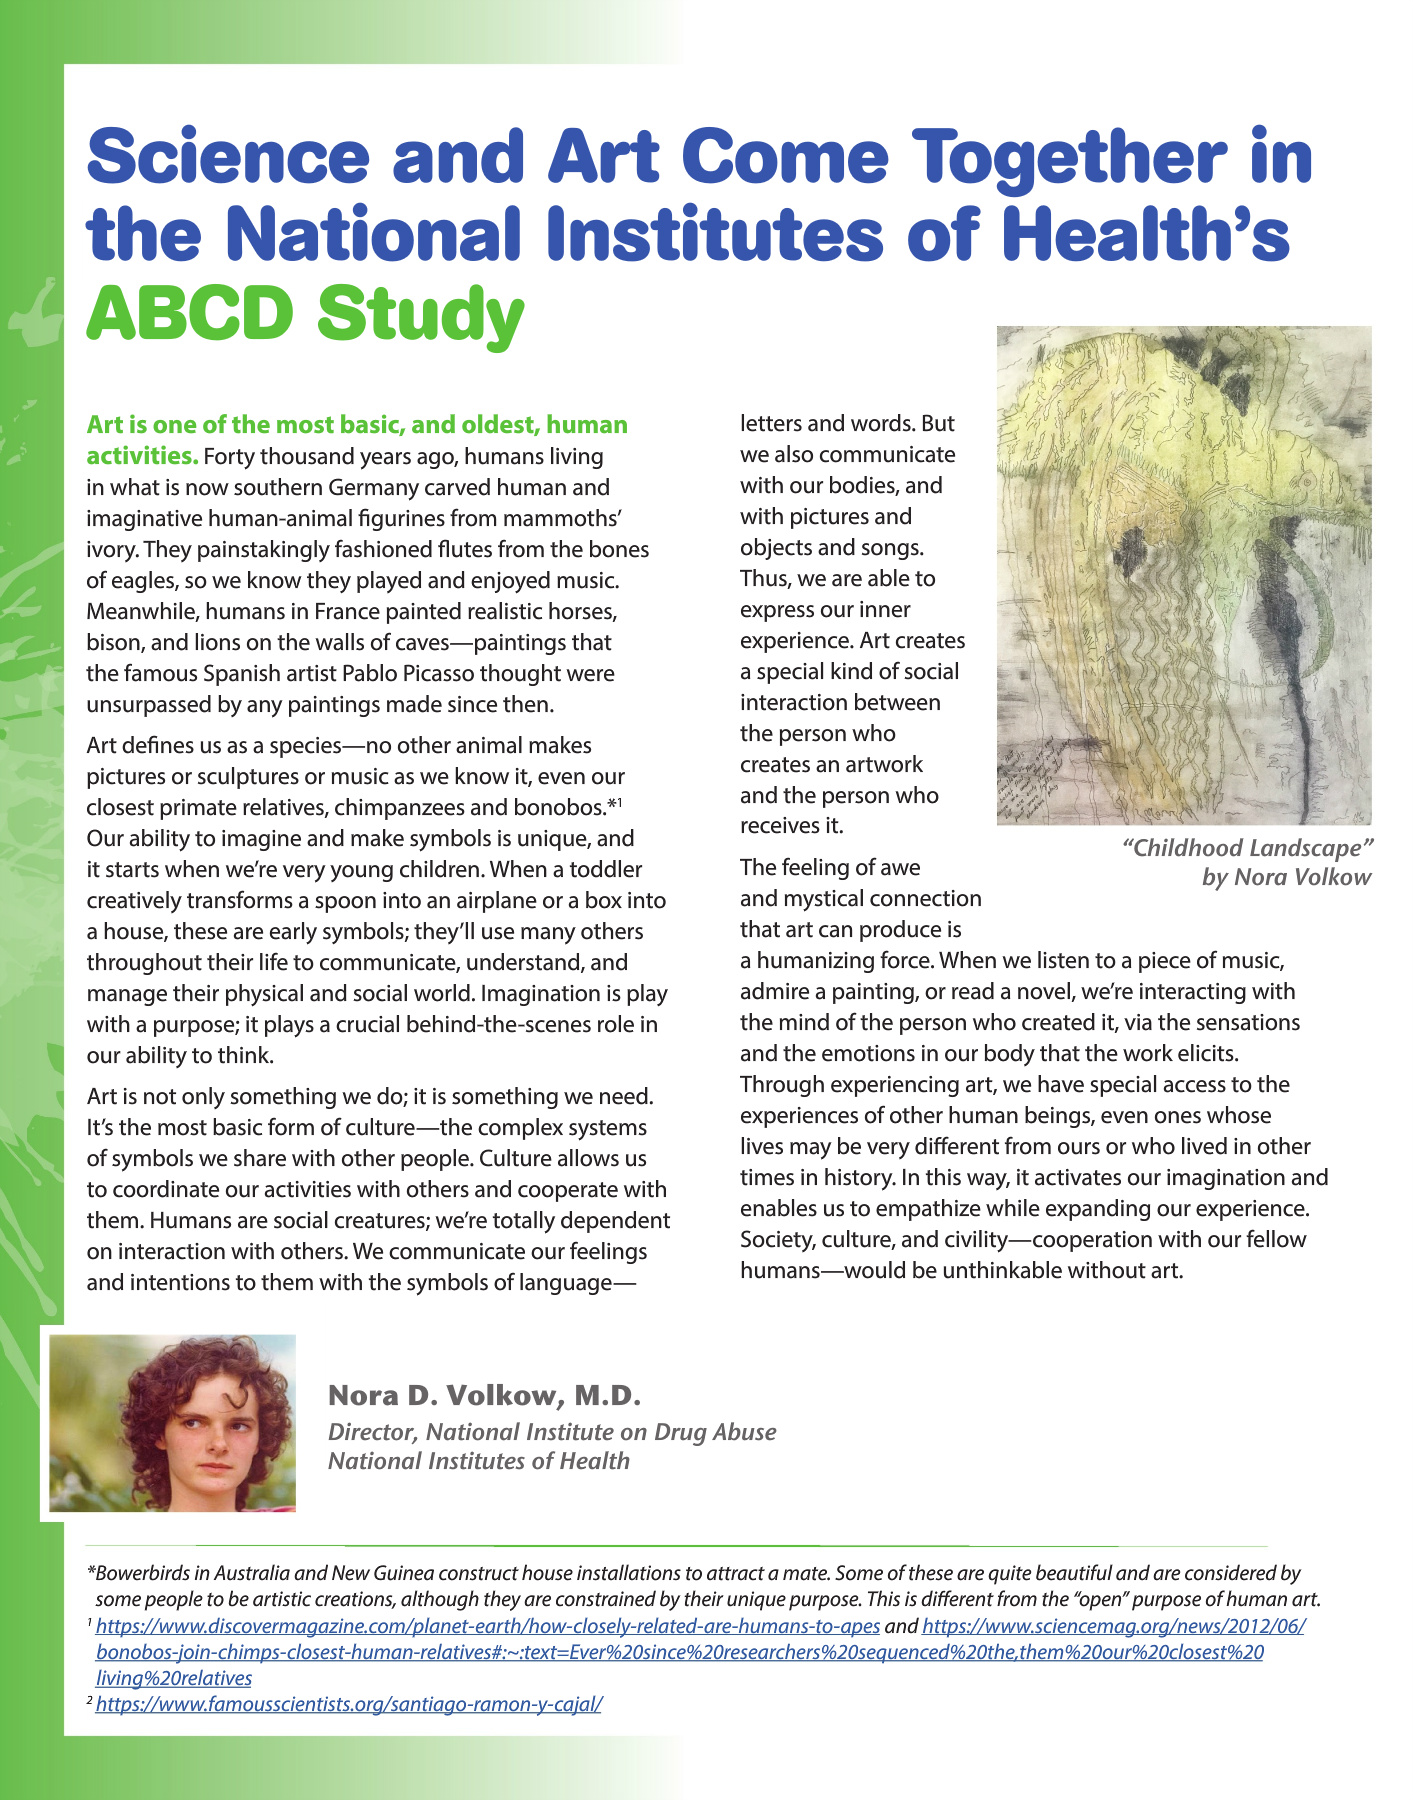 Science and Art Come Together in
the National Institutes of Health’s
ABCD Study
Art is one of the most basic, and oldest, human
activities. Forty thousand years ago, humans living
in what is now southern Germany carved human and
imaginative human-animal figurines from mammoths’
ivory. They painstakingly fashioned flutes from the bones
of eagles, so we know they played and enjoyed music.
Meanwhile, humans in France painted realistic horses,
bison, and lions on the walls of caves—paintings that
the famous Spanish artist Pablo Picasso thought were
unsurpassed by any paintings made since then.
Art defines us as a species—no other animal makes
pictures or sculptures or music as we know it, even our
closest primate relatives, chimpanzees and bonobos.*¹
Our ability to imagine and make symbols is unique, and
it starts when we’re very young children. When a toddler
creatively transforms a spoon into an airplane or a box into
a house, these are early symbols; they’ll use many others
throughout their life to communicate, understand, and
manage their physical and social world. Imagination is play
with a purpose; it plays a crucial behind-the-scenes role in
our ability to think.
Art is not only something we do; it is something we need.
It’s the most basic form of culture—the complex systems
of symbols we share with other people. Culture allows us
to coordinate our activities with others and cooperate with
them. Humans are social creatures; we’re totally dependent
on interaction with others. We communicate our feelings
and intentions to them with the symbols of language—
letters and words. But
we also communicate
with our bodies, and
with pictures and
objects and songs.
Thus, we are able to
express our inner
experience. Art creates
a special kind of social
interaction between
the person who
creates an artwork
and the person who
receives it.
The feeling of awe
and mystical connection
that art can produce is
a humanizing force. When we listen to a piece of music,
admire a painting, or read a novel, we’re interacting with
the mind of the person who created it, via the sensations
and the emotions in our body that the work elicits.
Through experiencing art, we have special access to the
experiences of other human beings, even ones whose
lives may be very different from ours or who lived in other
times in history. In this way, it activates our imagination and
enables us to empathize while expanding our experience.
Society, culture, and civility—cooperation with our fellow
humans—would be unthinkable without art.
“Childhood Landscape”
by Nora Volkow
Nora D. Volkow, M.D.
Director, National Institute on Drug Abuse
National Institutes of Health
*Bowerbirds in Australia and New Guinea construct house installations to attract a mate. Some of these are quite beautiful and are considered by
some people to be artistic creations, although they are constrained by their unique purpose. This is different from the “open” purpose of human art.
¹ https://www.discovermagazine.com/planet-earth/how-closely-related-are-humans-to-apes and https://www.sciencemag.org/news/2012/06/
bonobos-join-chimps-closest-human-relatives#:~:text=Ever%20since%20researchers%20sequenced%20the,them%20our%20closest%20
living%20relatives
² https://www.famousscientists.org/santiago-ramon-y-cajal/